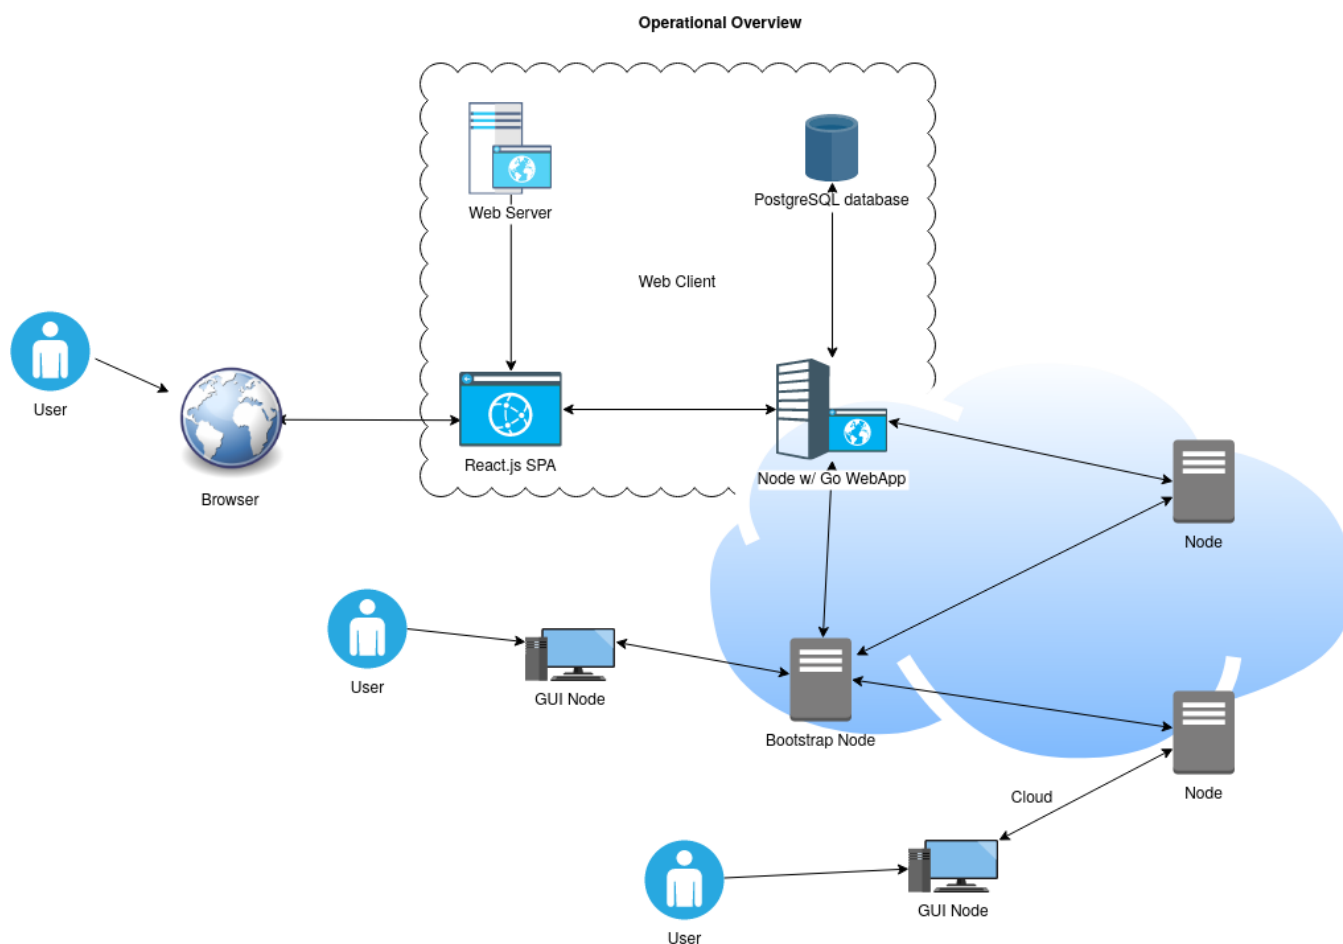 Operational Overview
Web Server
PostgreSQL database
Web Client
User
React.js SPA
Node w/ Go WebApp
Browser
Node
User
GUI Node
Bootstrap Node
Node
Cloud
GUI Node
User